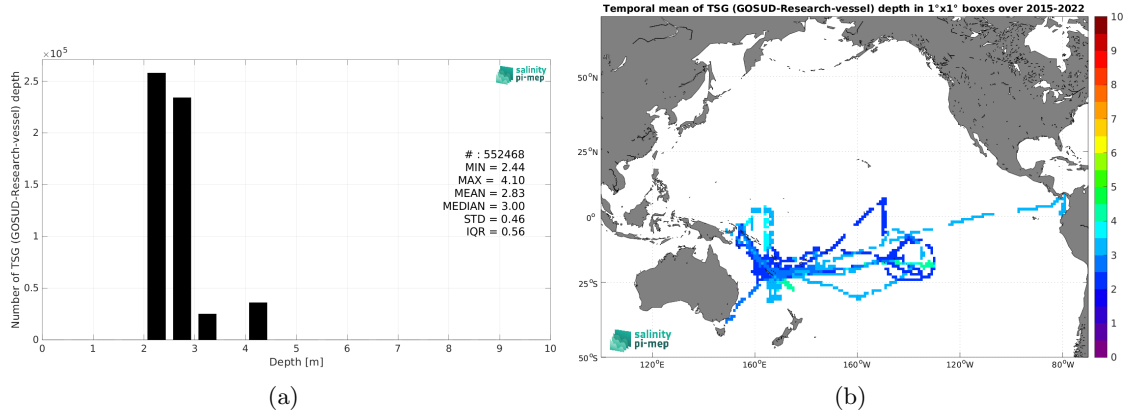 ×10⁵
Number of TSG (GOSUD-Research-vessel) depth
2.5
2
1.5
1
0.5
0
0 1 2 3 4 5 6 7 8 9 10
Depth [m]
salinity
pi-mep
# : 552468
MIN = 2.44
MAX = 4.10
MEAN = 2.83
MEDIAN = 3.00
STD = 0.46
IQR = 0.56
(a)
Temporal mean of TSG (GOSUD-Research-vessel) depth in 1°x1° boxes over 2015-2022
50°N
25°N
0°
25°S
50°S
120°E 160°E 160°W 120°W 80°W
salinity
pi-mep
10
9
8
7
6
5
4
3
2
1
0
(b)